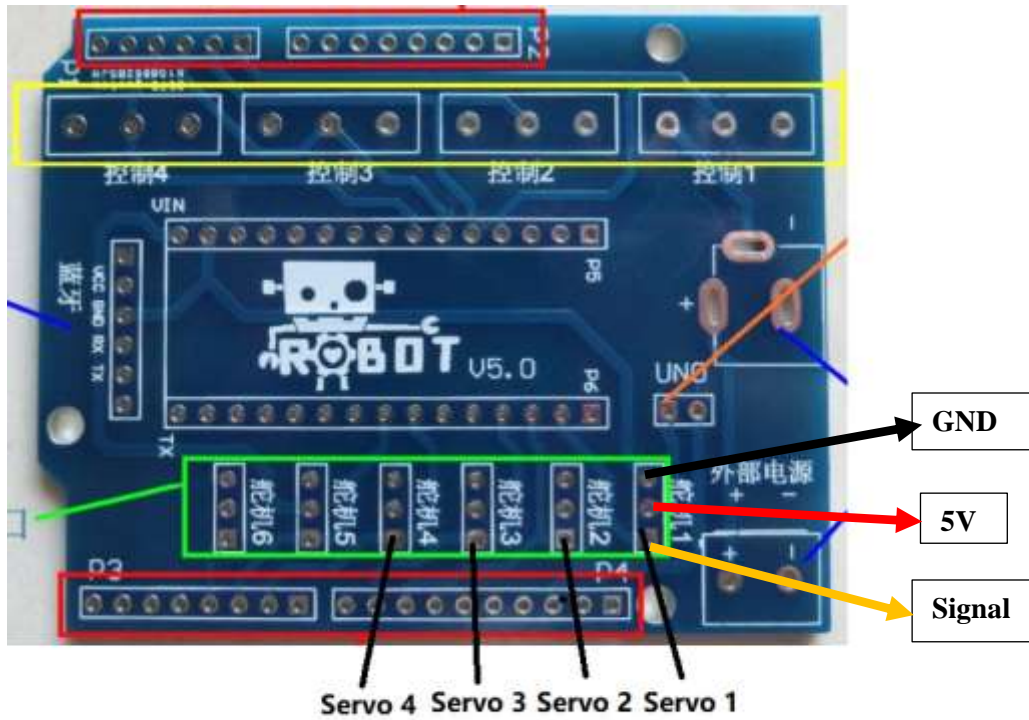 P2
P1
控制4 控制3 控制2 控制1
VIN
蓝牙
VCC GND RX TX
P5
+
-
ROBOT
V5.0
UNO
P6
TX
GND
外部电源
+ -
5V
舵机6 舵机5 舵机4 舵机3 舵机2 舵机1
+ -
Signal
P3 P4
Servo 4 Servo 3 Servo 2 Servo 1